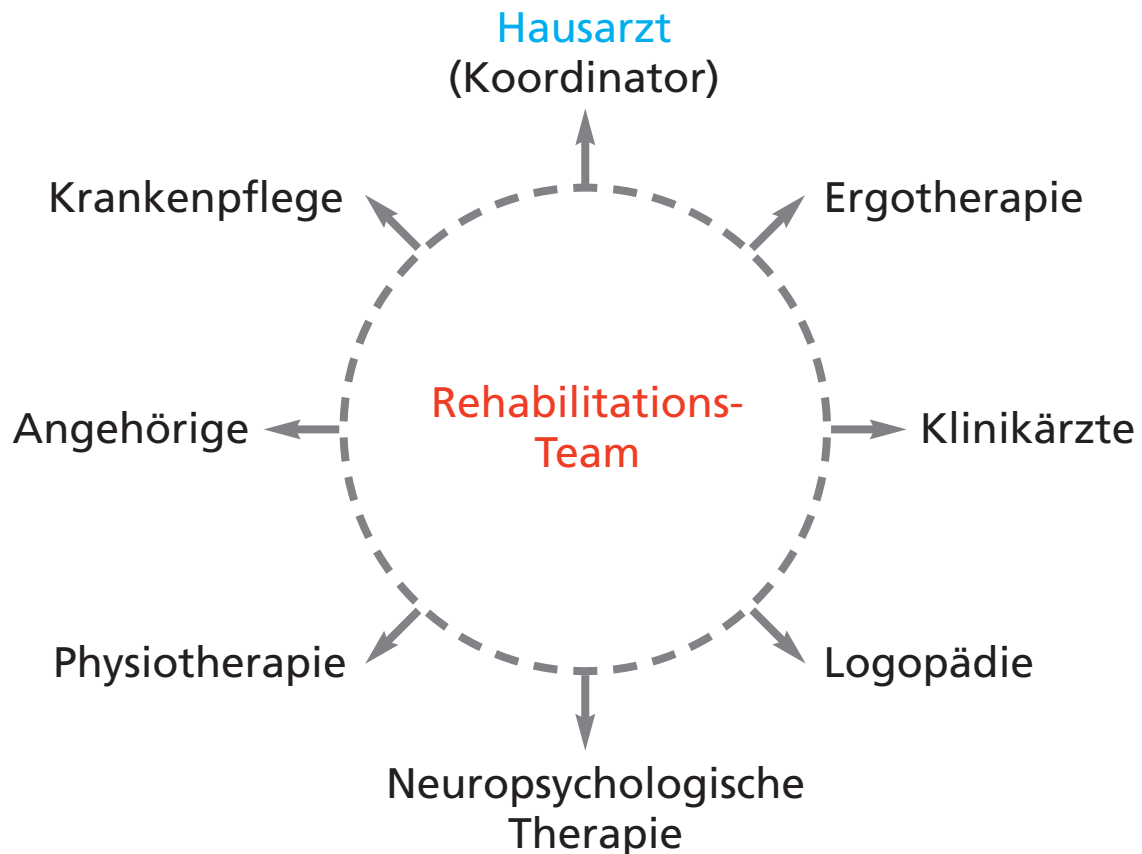 Hausarzt
(Koordinator)
Krankenpflege
Ergotherapie
Angehörige
Rehabilitations-
Team
Klinikärzte
Physiotherapie
Logopädie
Neuropsychologische
Therapie